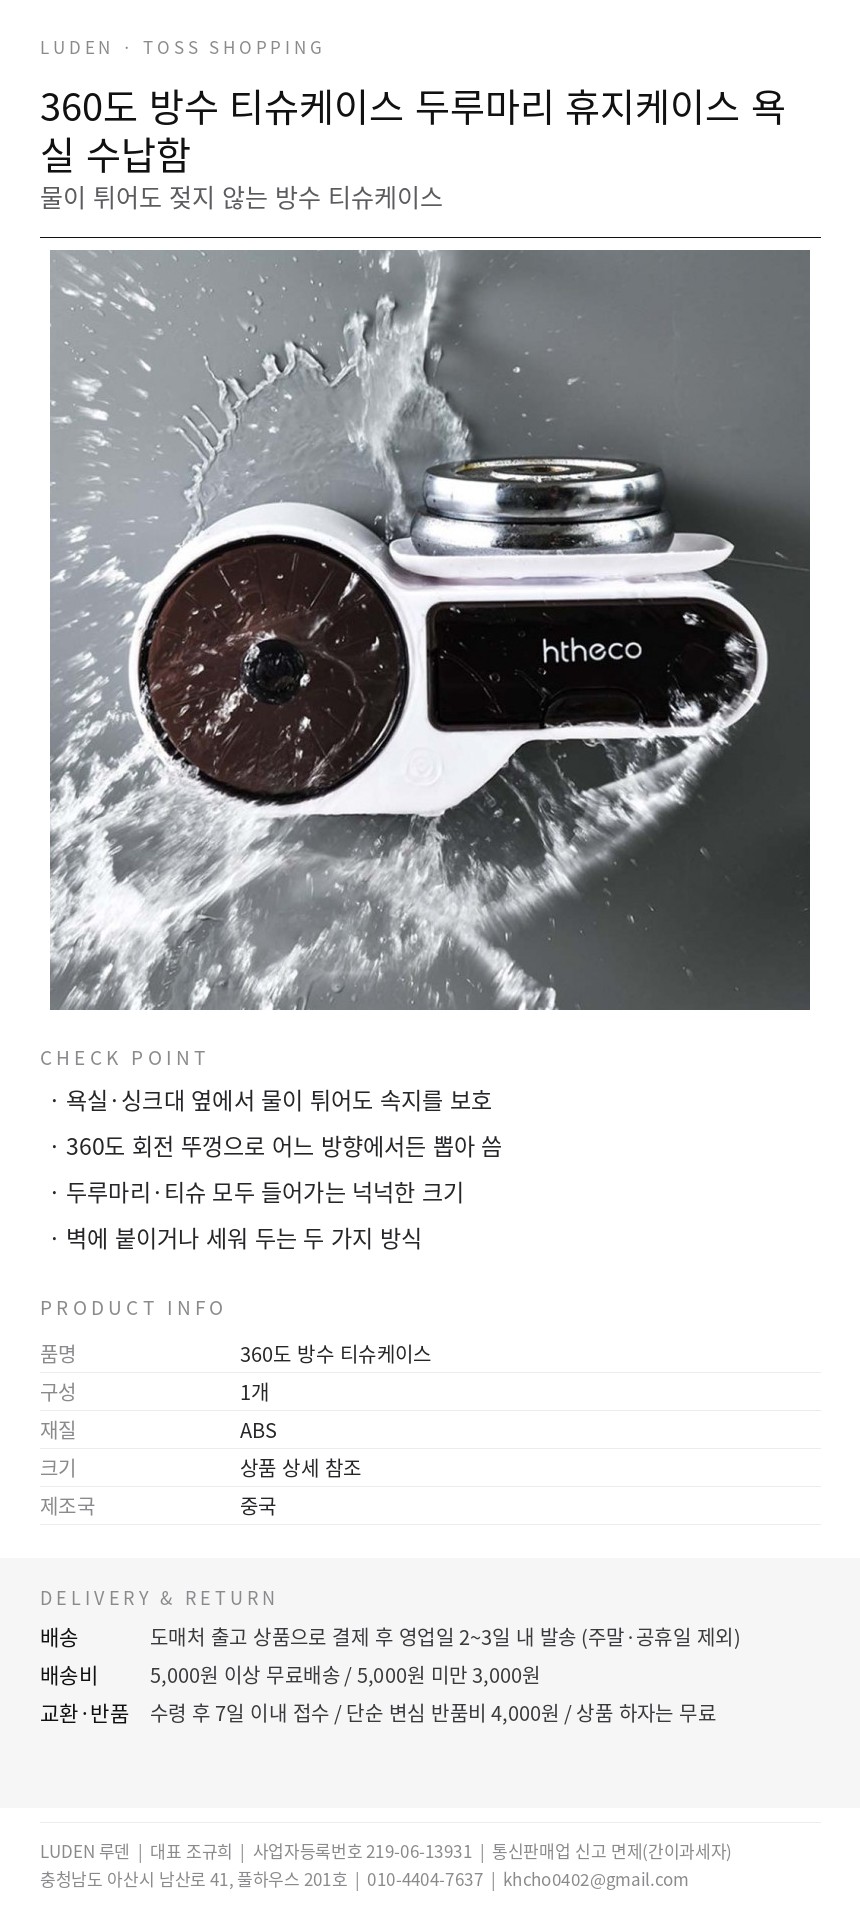 LUDEN · TOSS SHOPPING
360도 방수 티슈케이스 두루마리 휴지케이스 욕
실 수납함
물이 튀어도 젖지 않는 방수 티슈케이스
htheco
CHECK POINT
· 욕실·싱크대 옆에서 물이 튀어도 속지를 보호
· 360도 회전 뚜껑으로 어느 방향에서든 뽑아 씀
· 두루마리·티슈 모두 들어가는 넉넉한 크기
· 벽에 붙이거나 세워 두는 두 가지 방식
PRODUCT INFO
품명 360도 방수 티슈케이스
구성 1개
재질 ABS
크기 상품 상세 참조
제조국 중국
DELIVERY & RETURN
배송 도매처 출고 상품으로 결제 후 영업일 2~3일 내 발송 (주말·공휴일 제외)
배송비 5,000원 이상 무료배송 / 5,000원 미만 3,000원
교환·반품 수령 후 7일 이내 접수 / 단순 변심 반품비 4,000원 / 상품 하자는 무료
LUDEN 루덴 | 대표 조규희 | 사업자등록번호 219-06-13931 | 통신판매업 신고 면제(간이과세자)
충청남도 아산시 남산로 41, 풀하우스 201호 | 010-4404-7637 | khcho0402@gmail.com